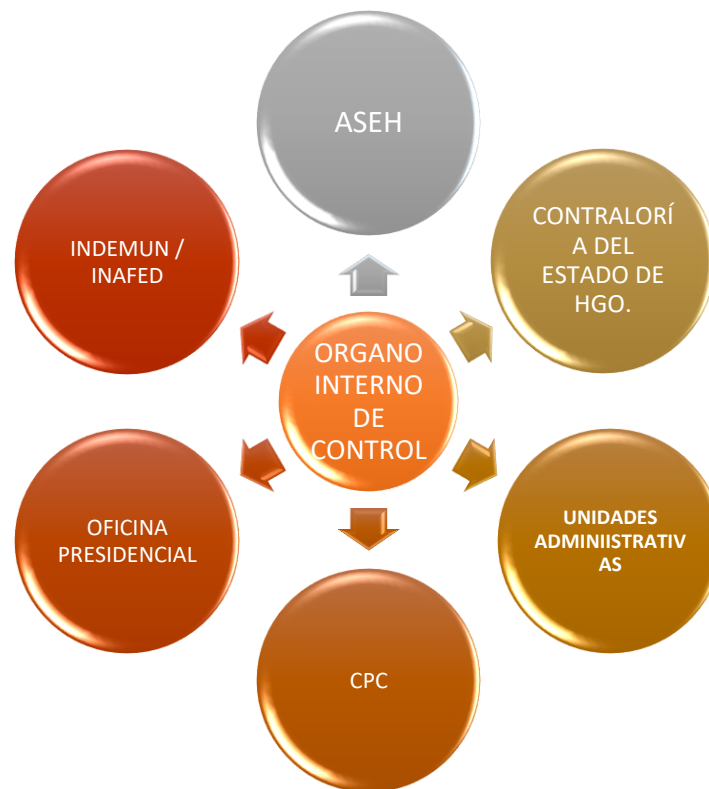 ASEH
CONTRALORÍ
A DEL
ESTADO DE
HGO.
INDEMUN /
INAFED
ORGANO
INTERNO
DE
CONTROL
OFICINA
PRESIDENCIAL
UNIDADES
ADMINIISTRATIV
AS
CPC